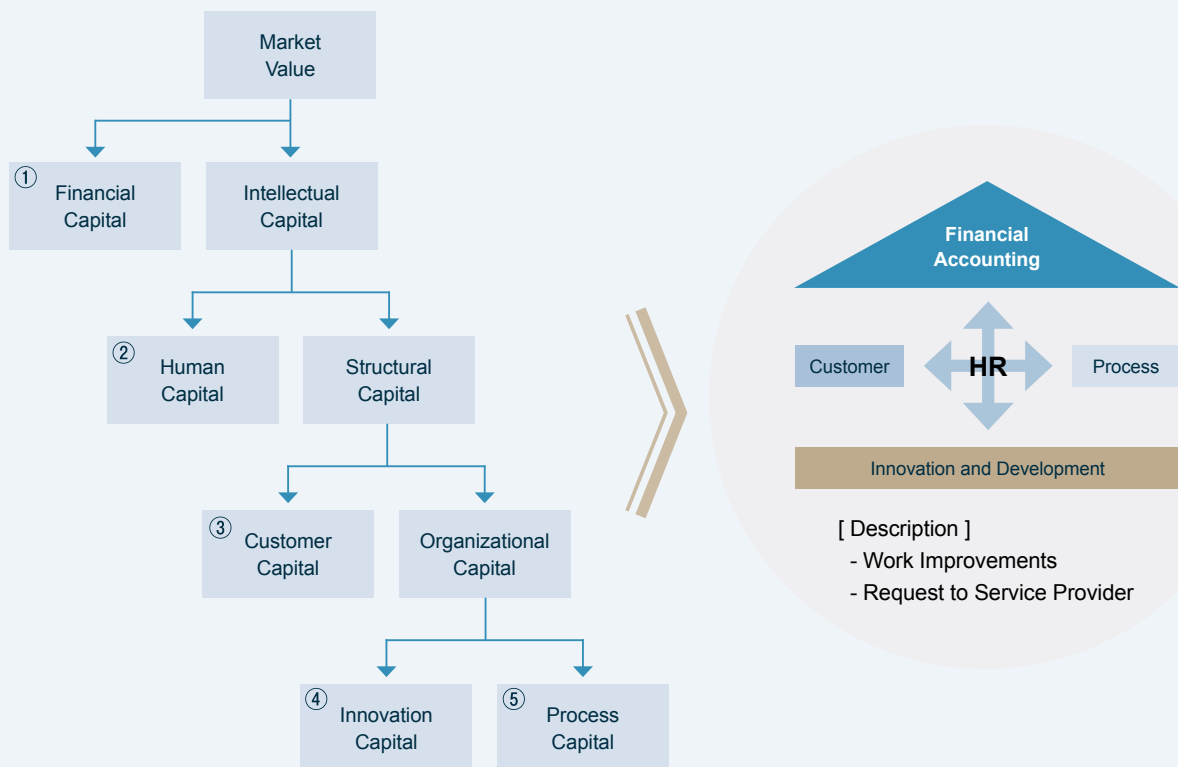 Market
Value
①
Financial
Capital
Intellectual
Capital
②
Human
Capital
Structural
Capital
③
Customer
Capital
Organizational
Capital
④
Innovation
Capital
⑤
Process
Capital
Financial
Accounting
Customer
HR
Process
Innovation and Development
[ Description ]
- Work Improvements
- Request to Service Provider